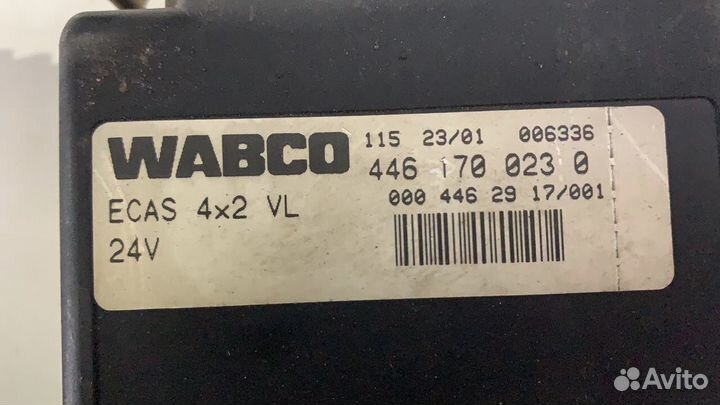 WABCO
115 23/01 006336
446 170 023 0
000 446 29 17/001
ECAS 4x2 VL
24V
Avito